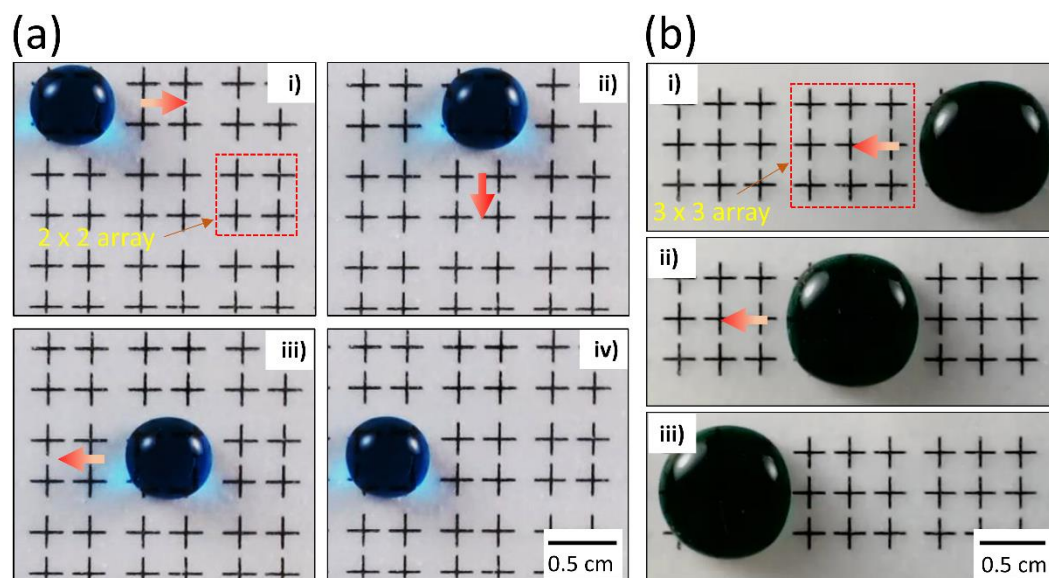 (a)
i)
2 x 2 array
ii)
iii)
iv)
0.5 cm
(b)
i)
3 x 3 array
ii)
iii)
0.5 cm